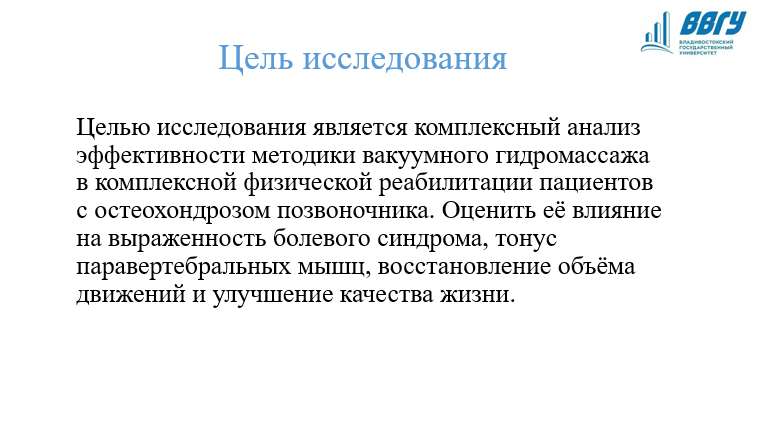 ВВГУ
ВЛАДИВОСТОКСКИЙ
ГОСУДАРСТВЕННЫЙ
УНИВЕРСИТЕТ
Цель исследования
Целью исследования является комплексный анализ
эффективности методики вакуумного гидромассажа
в комплексной физической реабилитации пациентов
с остеохондрозом позвоночника. Оценить её влияние
на выраженность болевого синдрома, тонус
паравертебральных мышц, восстановление объёма
движений и улучшение качества жизни.